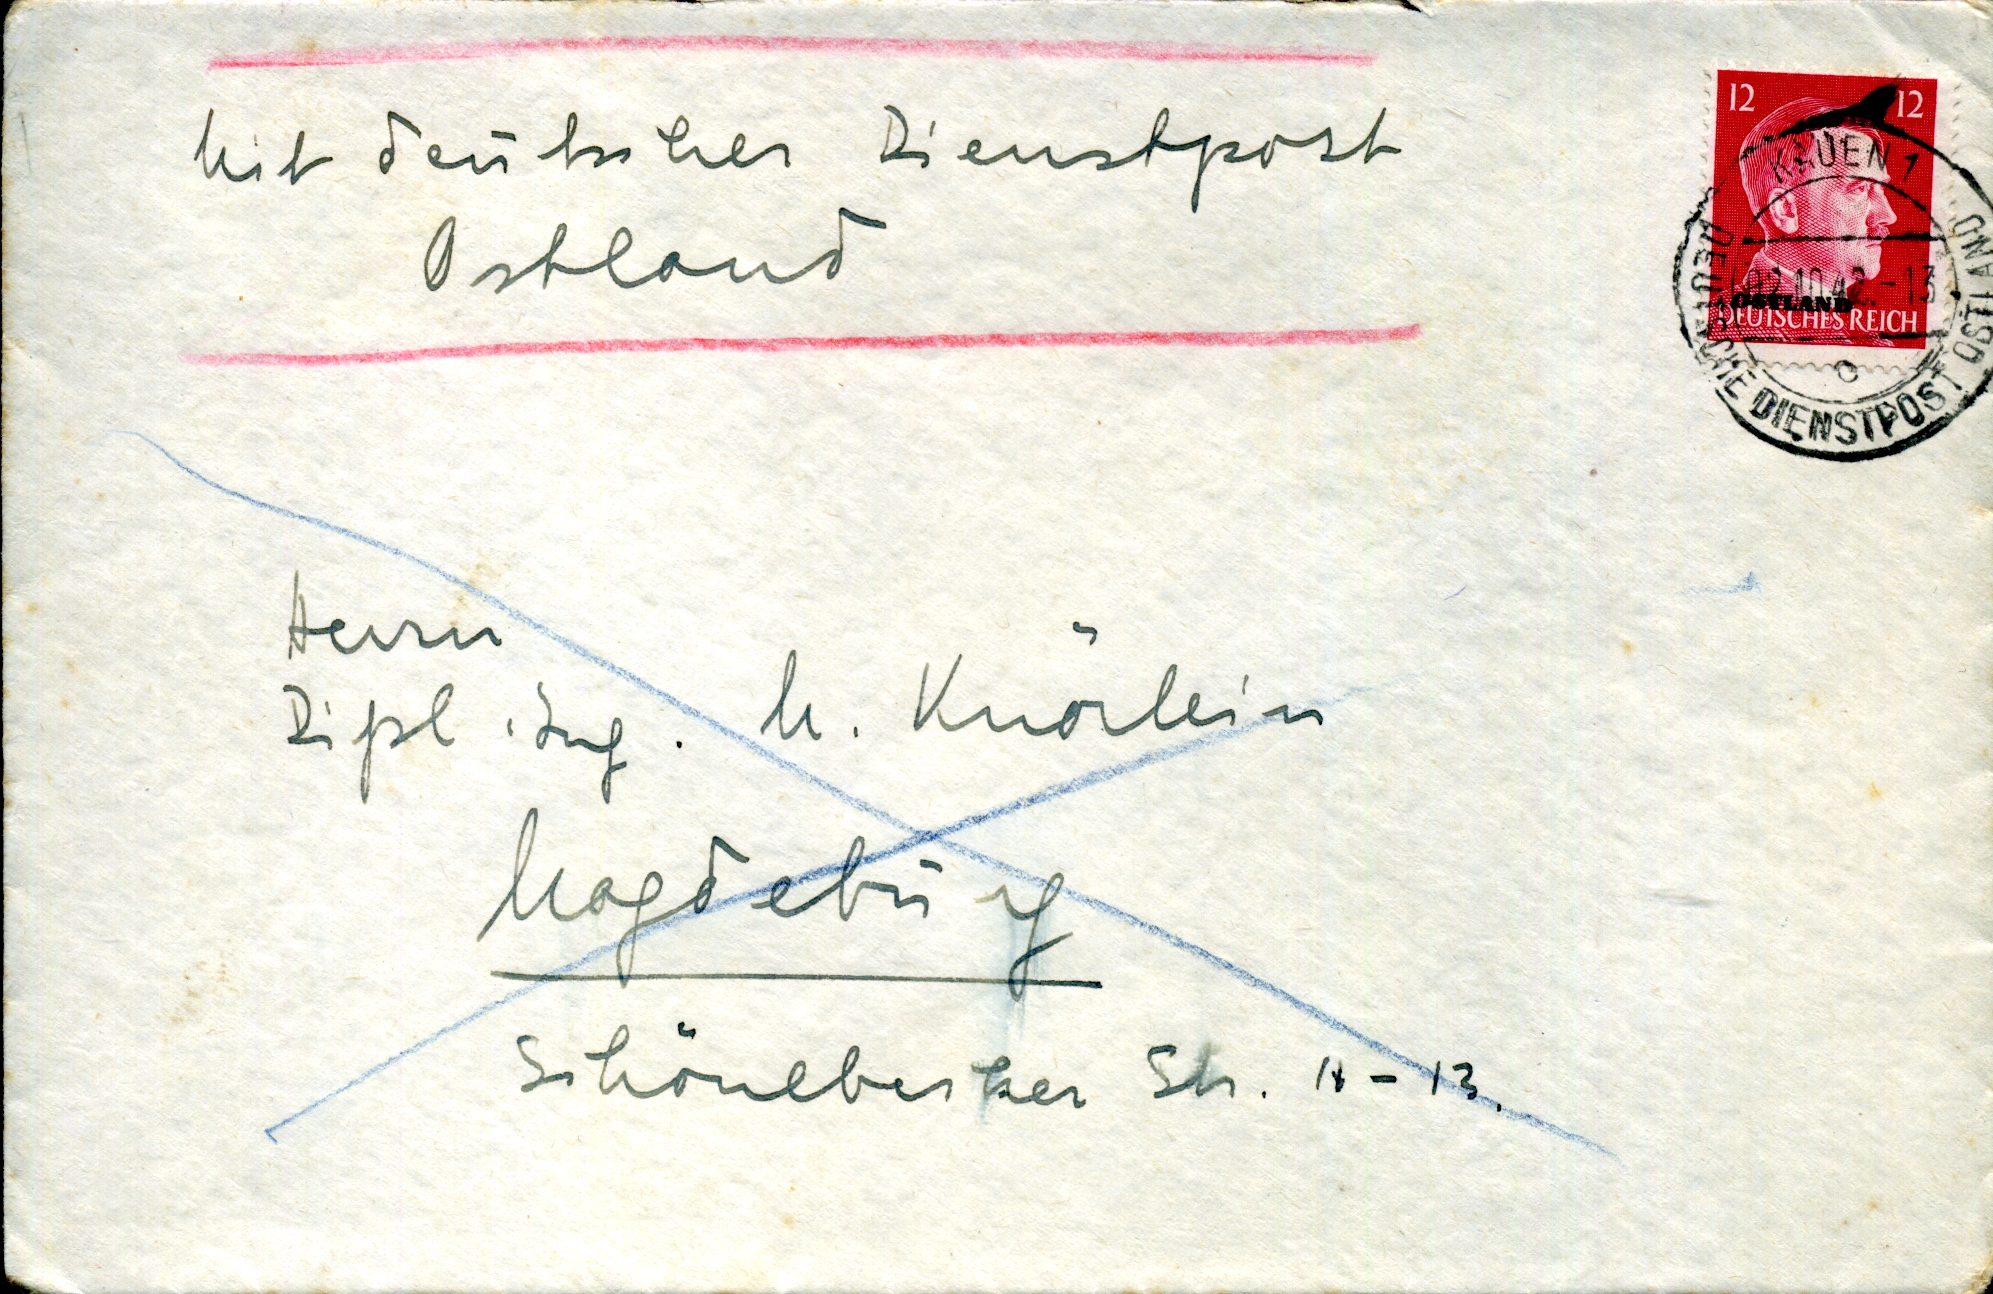 Mit deutscher Dienstpost
Ostland
12 12
OSTLAND
DEUTSCHES REICH
KAUEN 1
DEUTSCHE DIENSTPOST OSTLAND
Herrn
Dipl. Ing. M. Knörlein
Magdeburg
Schönebecker Str. 11-13.